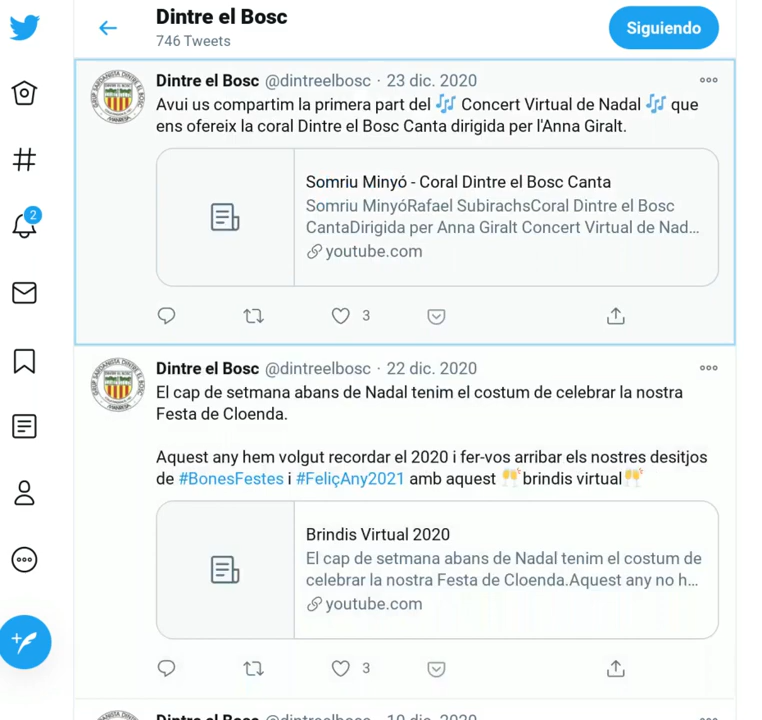 Dintre el Bosc
746 Tweets
Siguiendo
2
Dintre el Bosc @dintreelbosc · 23 dic. 2020
Avui us compartim la primera part del 🎶 Concert Virtual de Nadal 🎶 que
ens ofereix la coral Dintre el Bosc Canta dirigida per l'Anna Giralt.
Somriu Minyó - Coral Dintre el Bosc Canta
Somriu MinyóRafael SubirachsCoral Dintre el Bosc
CantaDirigida per Anna Giralt Concert Virtual de Nad...
youtube.com
3
Dintre el Bosc @dintreelbosc · 22 dic. 2020
El cap de setmana abans de Nadal tenim el costum de celebrar la nostra
Festa de Cloenda.
Aquest any hem volgut recordar el 2020 i fer-vos arribar els nostres desitjos
de #BonesFestes i #FeliçAny2021 amb aquest 🙌brindis virtual🙌
Brindis Virtual 2020
El cap de setmana abans de Nadal tenim el costum de
celebrar la nostra Festa de Cloenda.Aquest any no h...
youtube.com
3
Dintre el Bosc @dintreelbosc